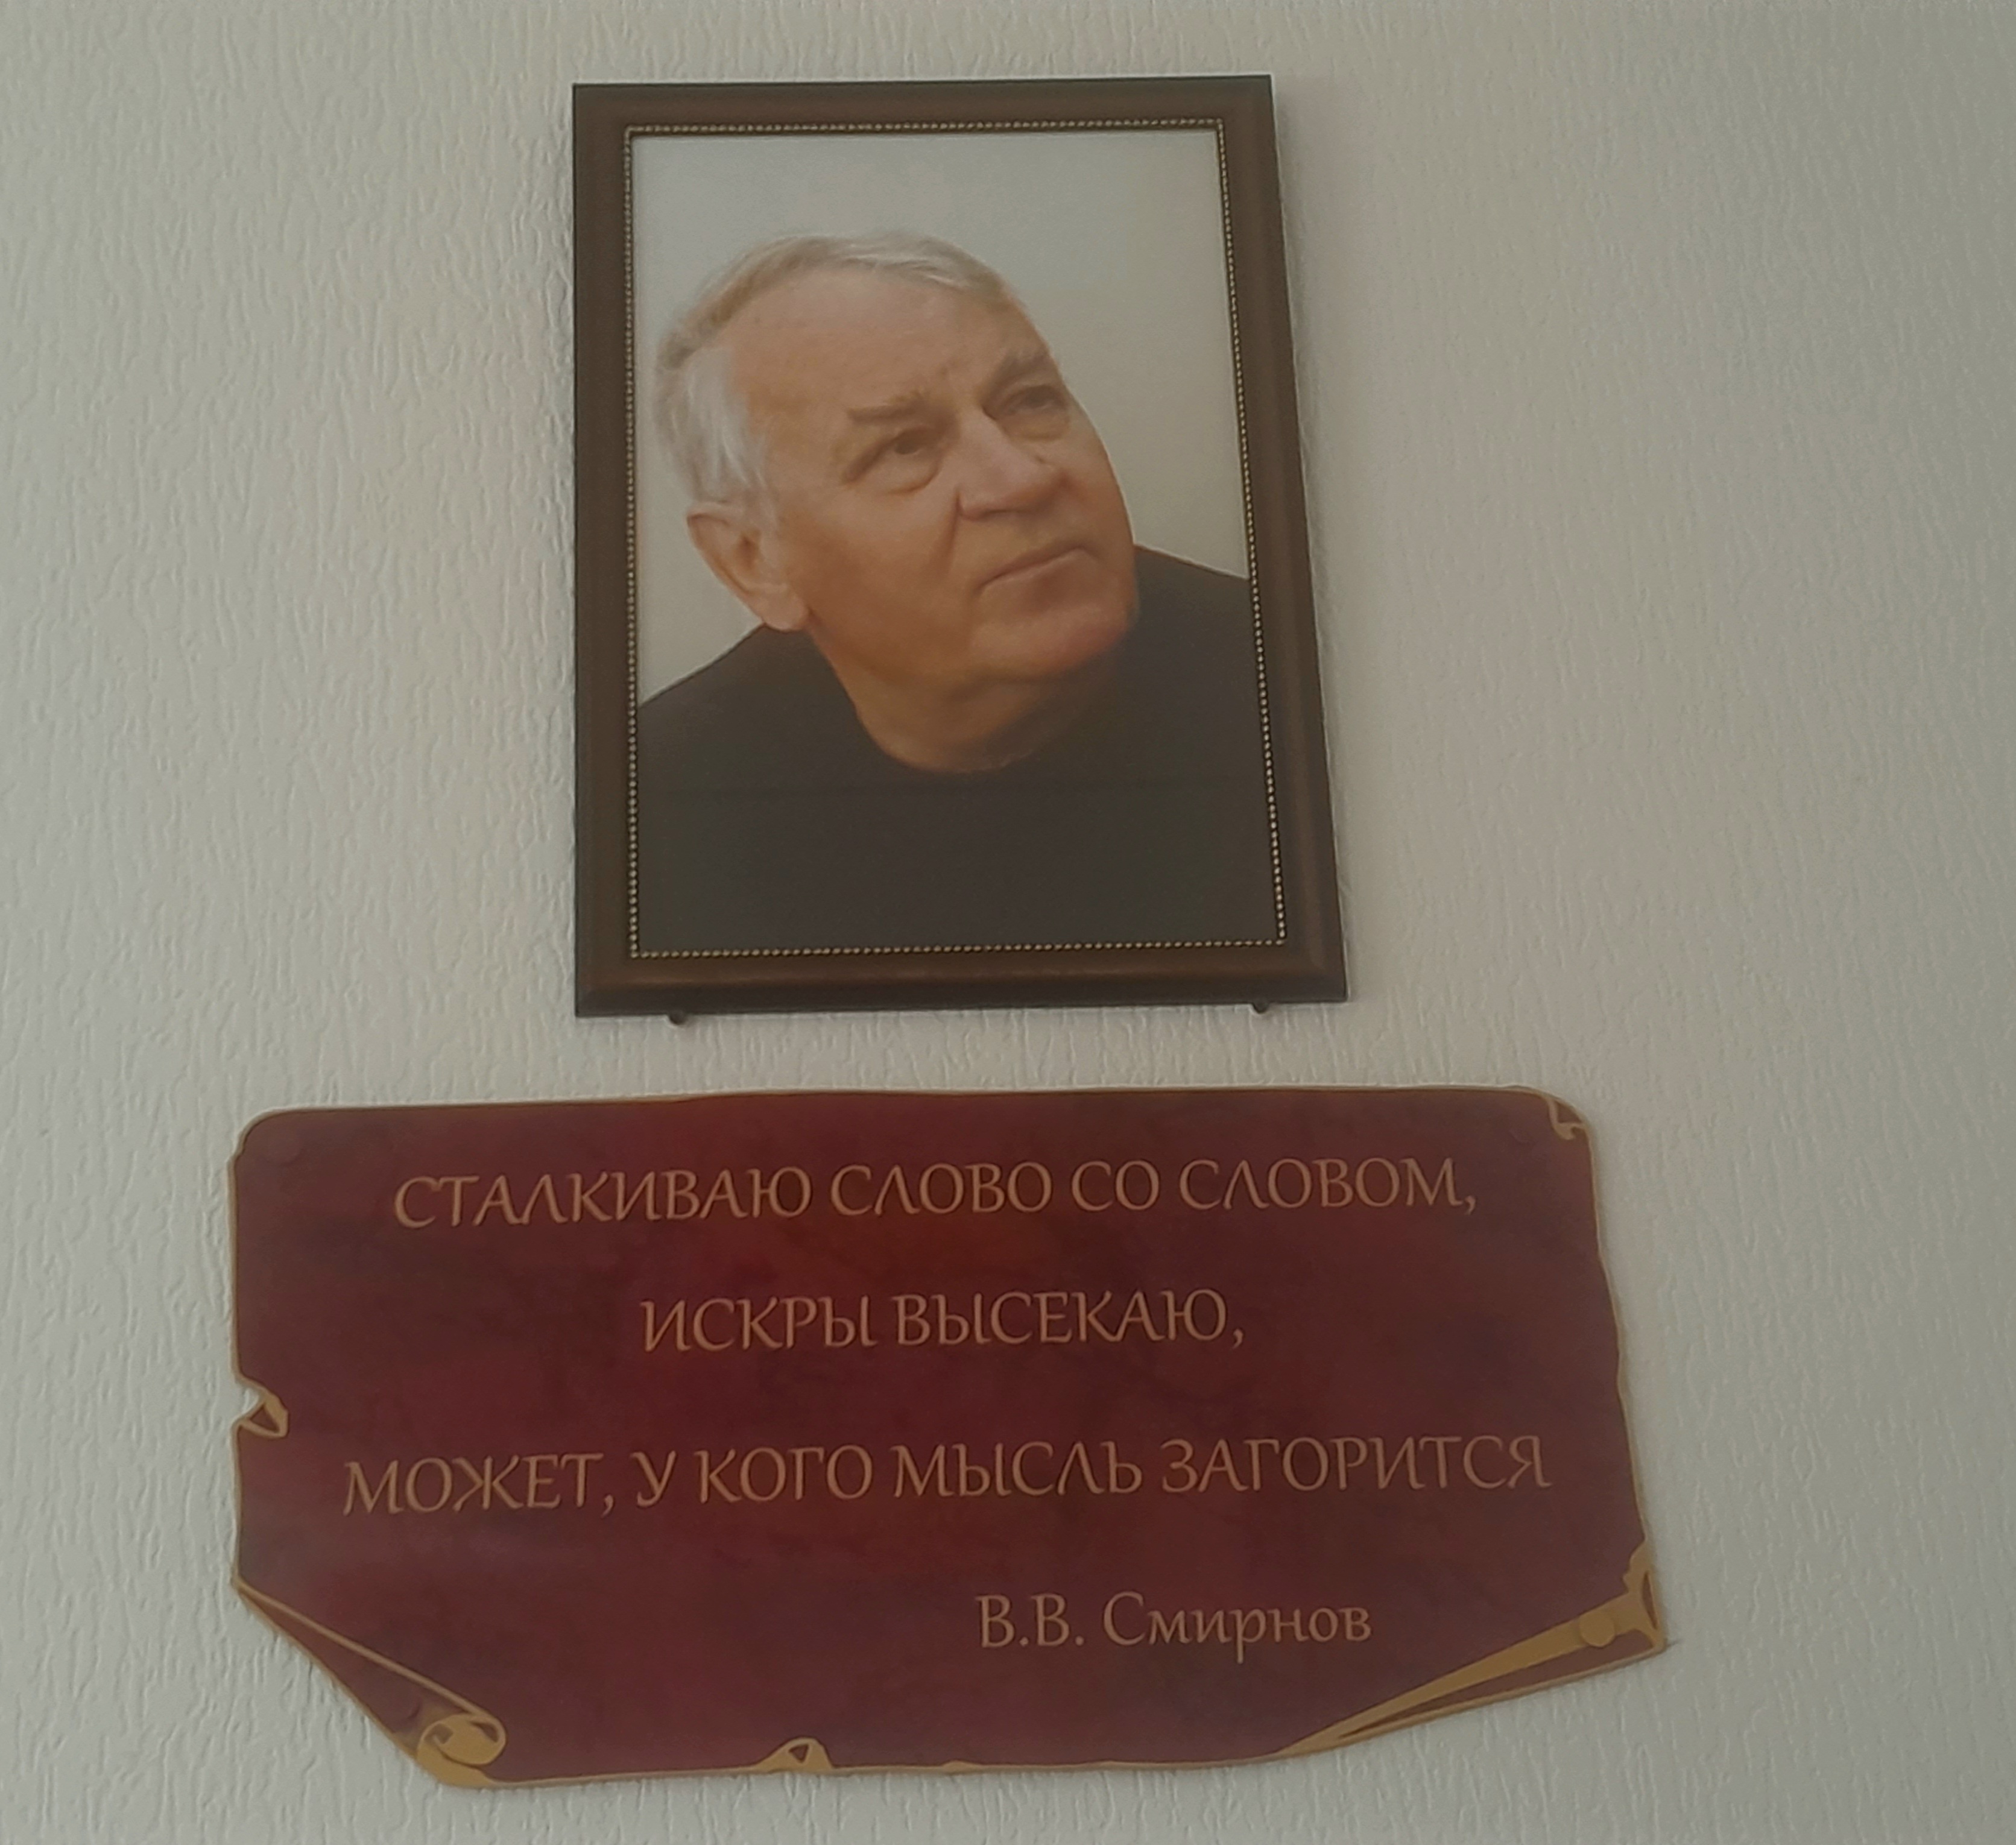 СТАЛКИВАЮ СЛОВО СО СЛОВОМ,
ИСКРЫ ВЫСЕКАЮ,
МОЖЕТ, У КОГО МЫСЛЬ ЗАГОРИТСЯ
В.В. Смирнов